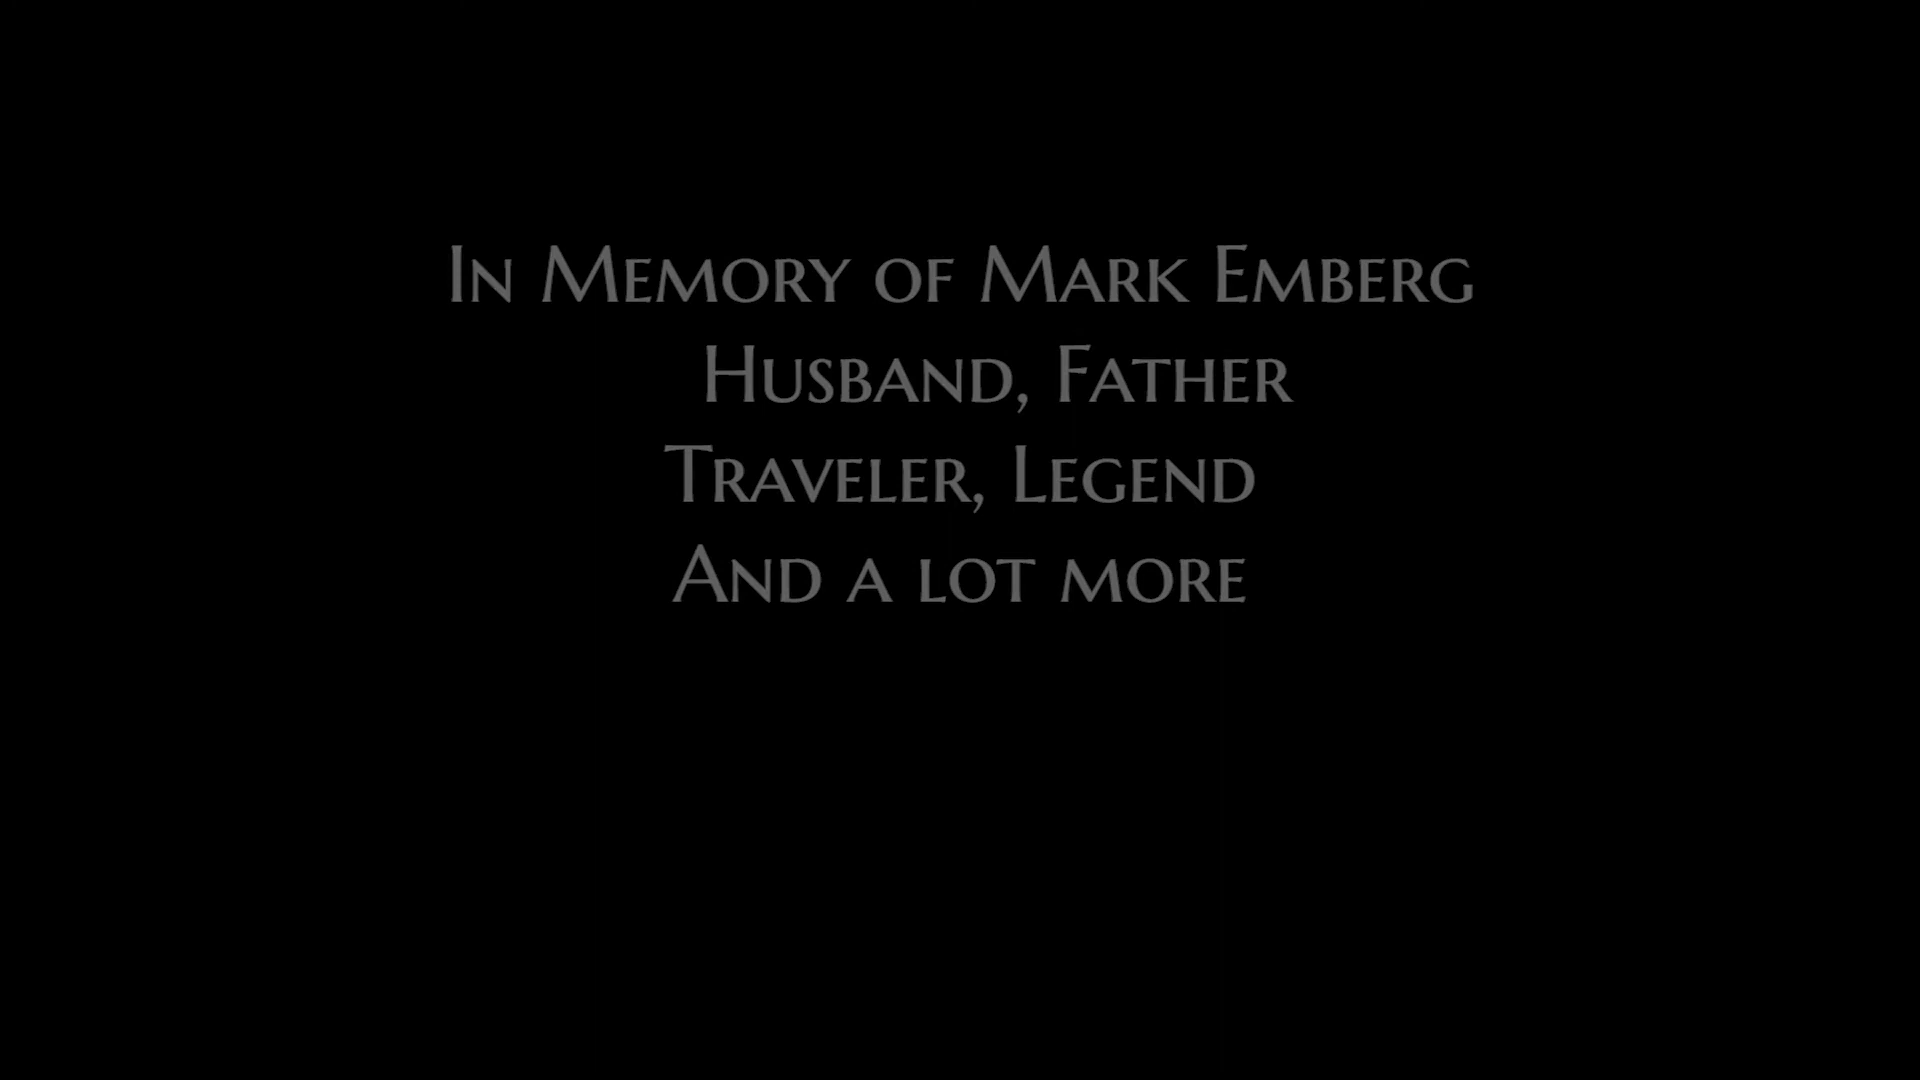 In Memory of Mark Emberg
Husband, Father
Traveler, Legend
And a lot more